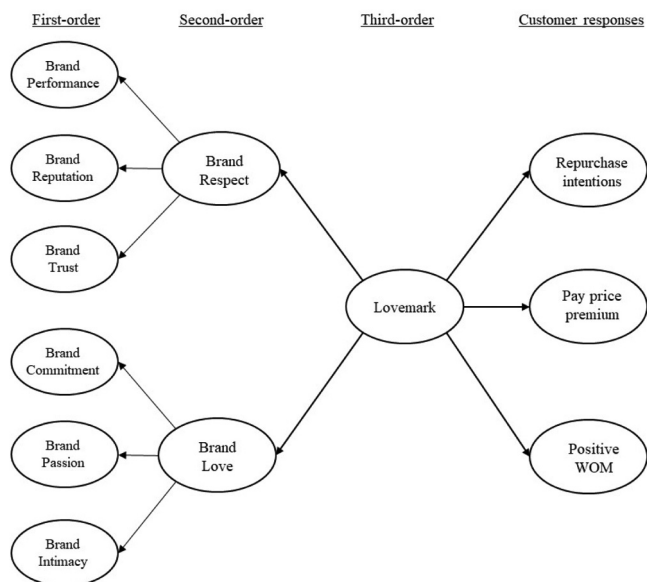 First-order
Second-order
Third-order
Customer responses
Brand
Performance
Brand
Reputation
Brand
Trust
Brand
Commitment
Brand
Passion
Brand
Intimacy
Brand
Respect
Brand
Love
Lovemark
Repurchase
intentions
Pay price
premium
Positive
WOM